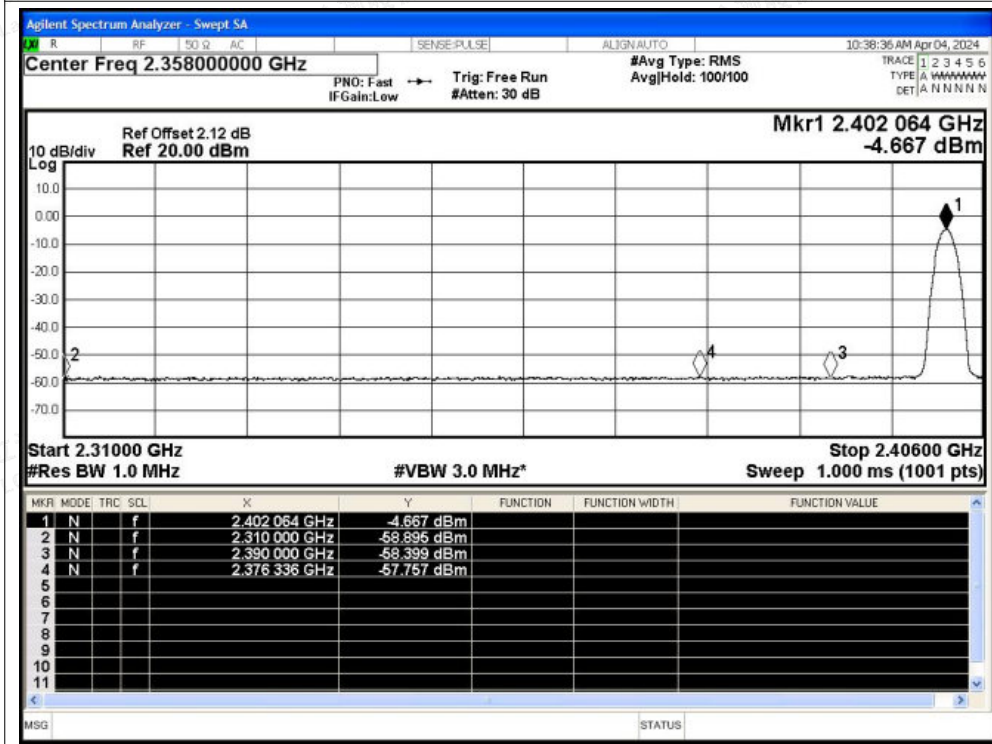 Agilent Spectrum Analyzer - Swept SA
LXI R RF 50 Ω AC SENSE:PULSE ALIGN AUTO 10:38:36 AM Apr 04, 2024
Center Freq 2.358000000 GHz
PNO: Fast
IFGain:Low
Trig: Free Run
#Atten: 30 dB
#Avg Type: RMS
Avg|Hold: 100/100
TRACE 1 2 3 4 5 6
TYPE A WWWWW
DET A N N N N N
Mkr1 2.402 064 GHz
-4.667 dBm
Ref Offset 2.12 dB
10 dB/div Ref 20.00 dBm
Log
10.0
0.00
-10.0
-20.0
-30.0
-40.0
-50.0
-60.0
-70.0
1
2
4
3
Start 2.31000 GHz Stop 2.40600 GHz
#Res BW 1.0 MHz #VBW 3.0 MHz* Sweep 1.000 ms (1001 pts)
MKR MODE TRC SCL X Y FUNCTION FUNCTION WIDTH FUNCTION VALUE
1 N f 2.402 064 GHz -4.667 dBm
2 N f 2.310 000 GHz -58.895 dBm
3 N f 2.390 000 GHz -58.399 dBm
4 N f 2.376 336 GHz -57.757 dBm
5
6
7
8
9
10
11
MSG STATUS